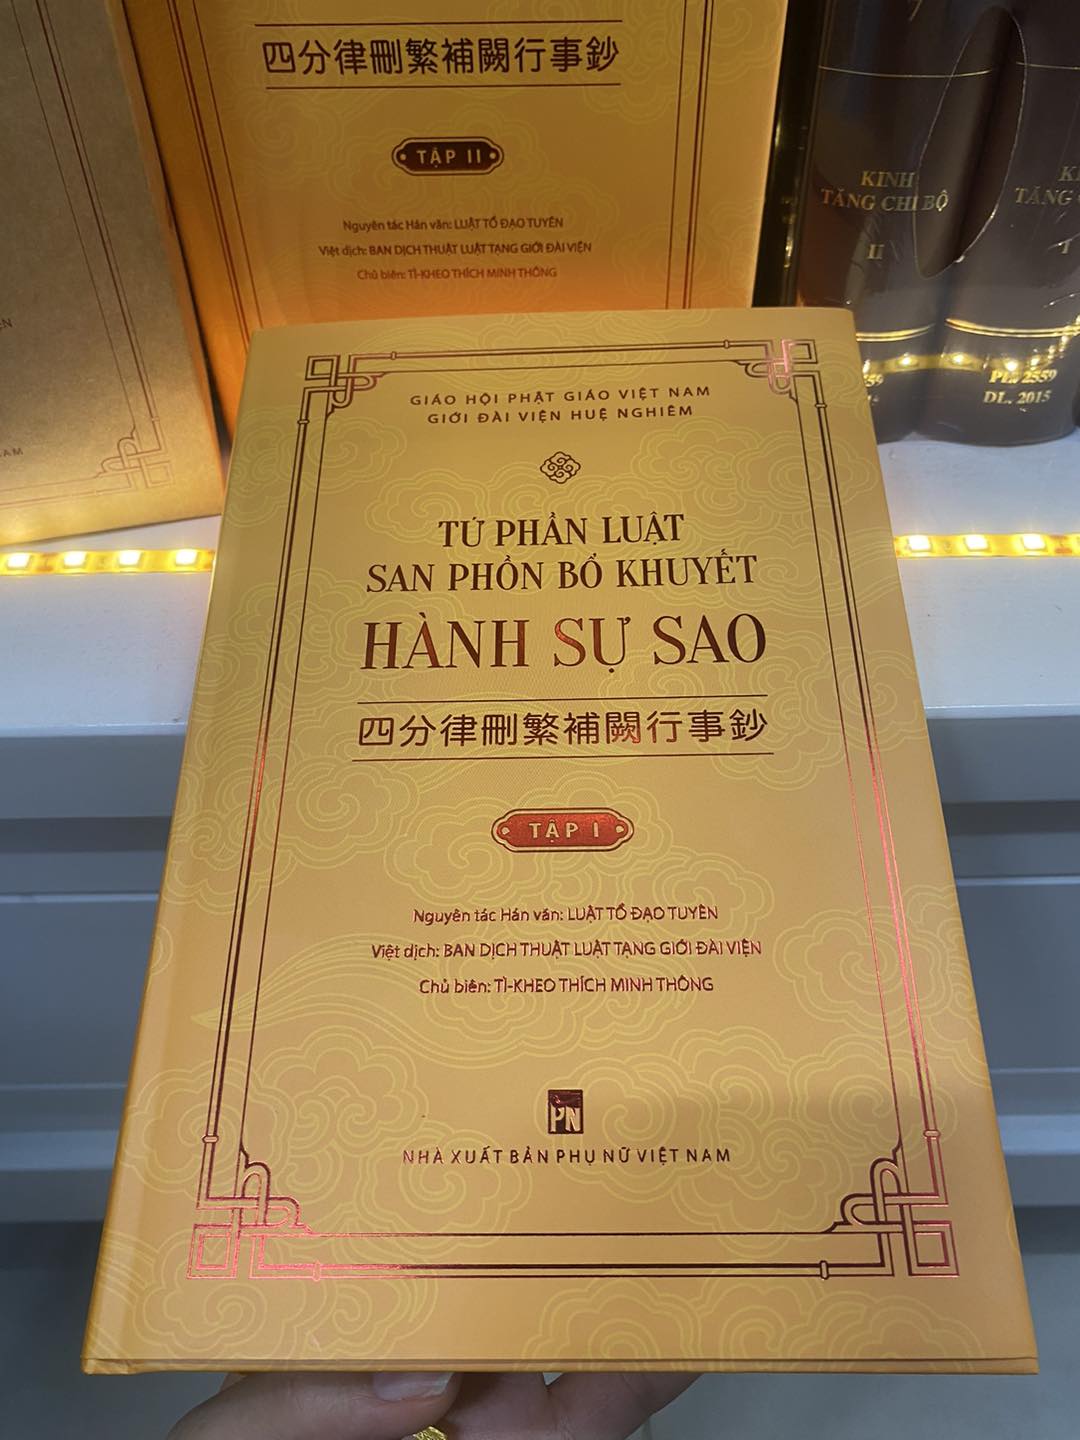 四分律刪繁補闕行事鈔
TẬP II
Nguyên tác Hán văn: LUẬT TỔ ĐẠO TUYÊN
Việt dịch: BAN DỊCH THUẬT LUẬT TẠNG GIỚI ĐÀI VIỆN
Chủ biên: TÌ-KHEO THÍCH MINH THÔNG
KINH
TĂNG CHI BỘ
II
TĂNG
PL. 2559
DL. 2015
GIÁO HỘI PHẬT GIÁO VIỆT NAM
GIỚI ĐÀI VIỆN HUỆ NGHIÊM
TỨ PHẦN LUẬT
SAN PHỒN BỔ KHUYẾT
HÀNH SỰ SAO
四分律刪繁補闕行事鈔
TẬP I
Nguyên tác Hán văn: LUẬT TỔ ĐẠO TUYÊN
Việt dịch: BAN DỊCH THUẬT LUẬT TẠNG GIỚI ĐÀI VIỆN
Chủ biên: TÌ-KHEO THÍCH MINH THÔNG
PN
NHÀ XUẤT BẢN PHỤ NỮ VIỆT NAM